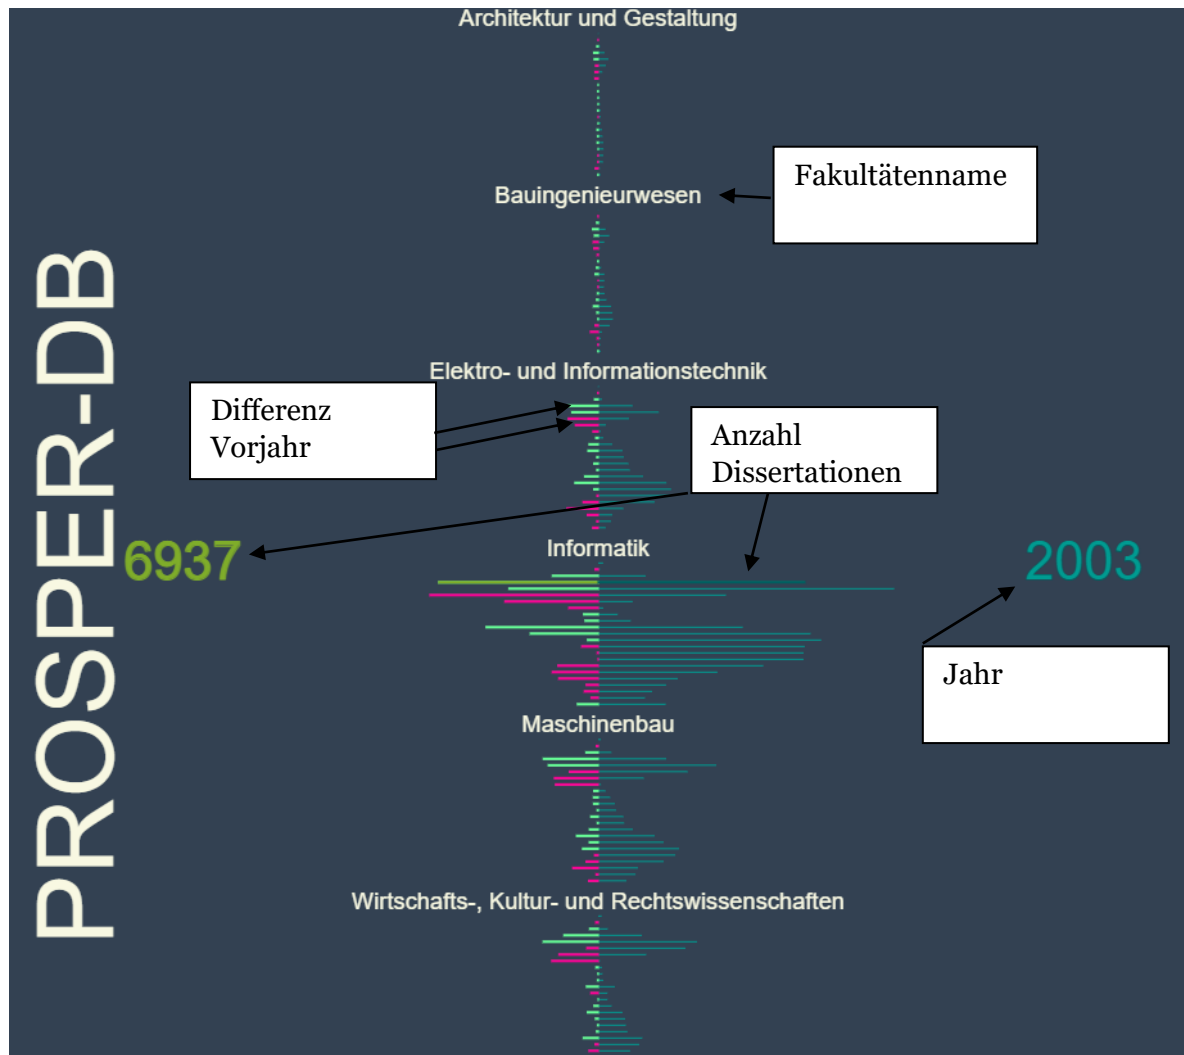 Architektur und Gestaltung
Fakultätenname
Bauingenieurwesen
PROSPER-DB
Elektro- und Informationstechnik
Differenz
Vorjahr
Anzahl
Dissertationen
Informatik
6937
2003
Jahr
Maschinenbau
Wirtschafts-, Kultur- und Rechtswissenschaften